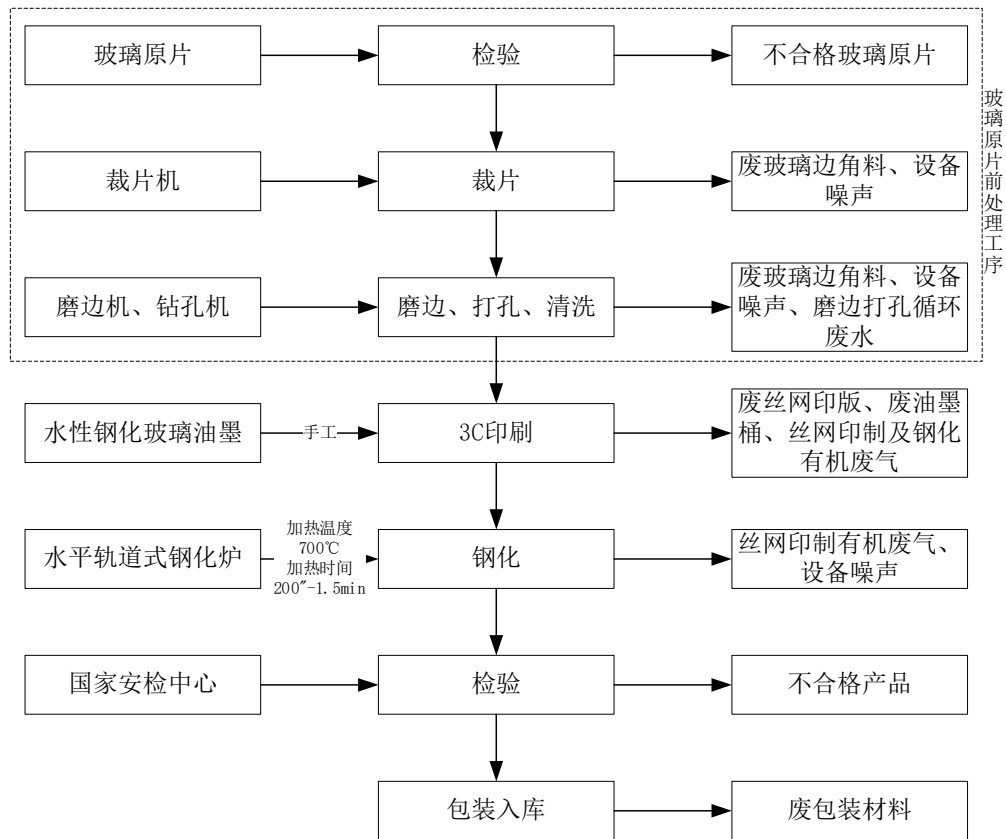 玻璃原片
检验
不合格玻璃原片
裁片机
裁片
废玻璃边角料、设备
噪声
磨边机、钻孔机
磨边、打孔、清洗
废玻璃边角料、设备
噪声、磨边打孔循环
废水
玻璃原片前处理工序
水性钢化玻璃油墨
手工
3C印刷
废丝网印版、废油墨
桶、丝网印制及钢化
有机废气
水平轨道式钢化炉
加热温度
700℃
加热时间
200″-1.5min
钢化
丝网印制有机废气、
设备噪声
国家安检中心
检验
不合格产品
包装入库
废包装材料